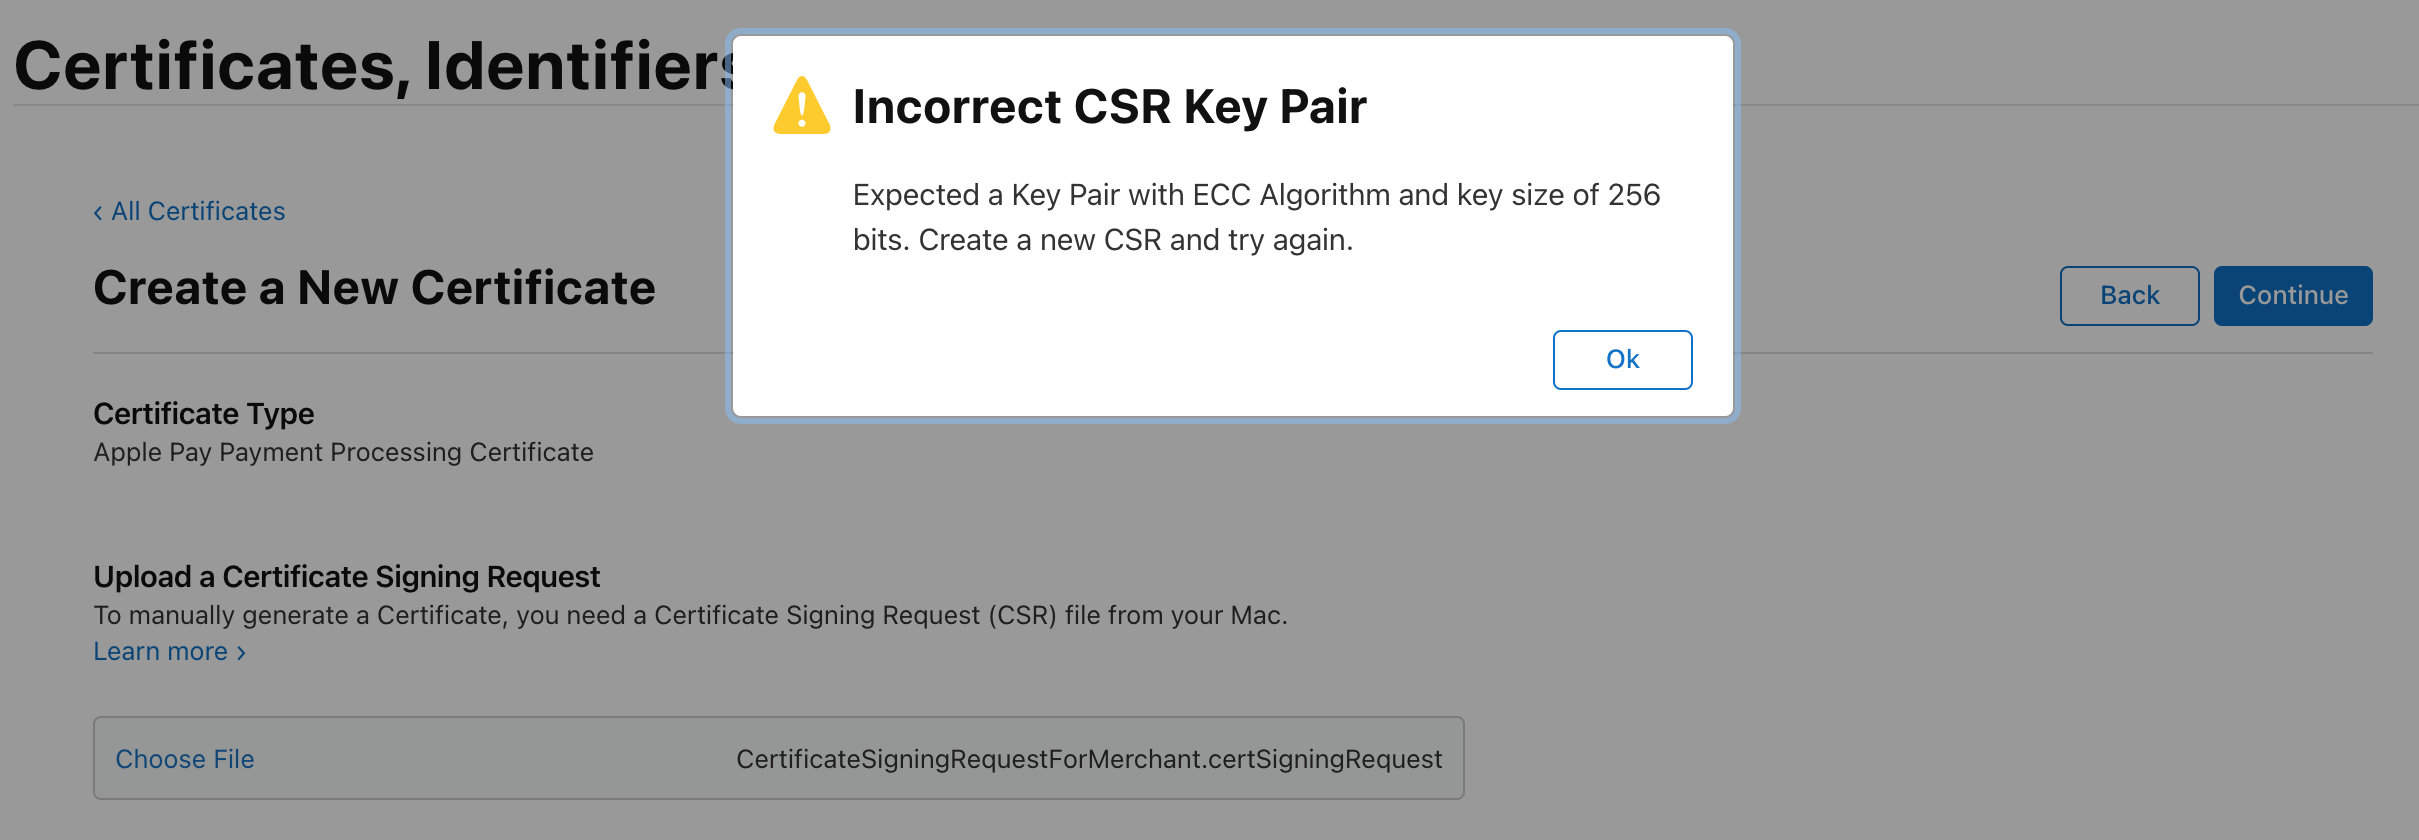 Certificates, Identifiers
Incorrect CSR Key Pair
Expected a Key Pair with ECC Algorithm and key size of 256
bits. Create a new CSR and try again.
Ok
‹ All Certificates
Create a New Certificate
Back
Continue
Certificate Type
Apple Pay Payment Processing Certificate
Upload a Certificate Signing Request
To manually generate a Certificate, you need a Certificate Signing Request (CSR) file from your Mac.
Learn more ›
Choose File
CertificateSigningRequestForMerchant.certSigningRequest